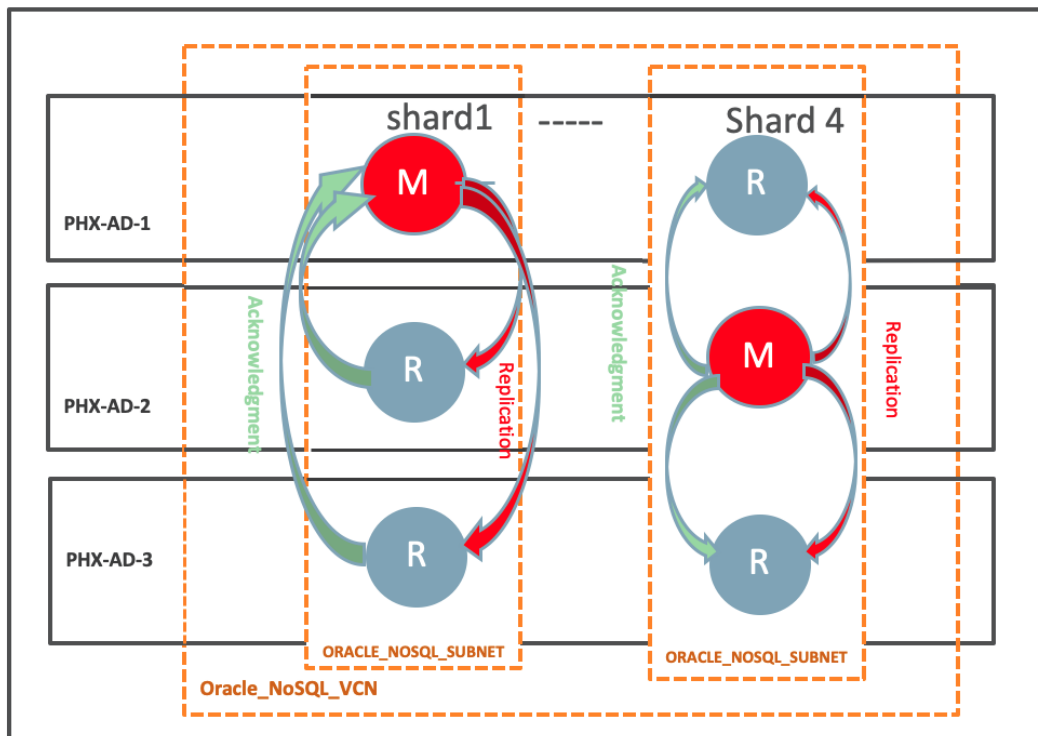 shard1 ----- Shard 4
M
R
PHX-AD-1
Acknowledgment
Replication
Acknowledgment
Replication
R
M
PHX-AD-2
R
R
PHX-AD-3
ORACLE_NOSQL_SUBNET
ORACLE_NOSQL_SUBNET
Oracle_NoSQL_VCN